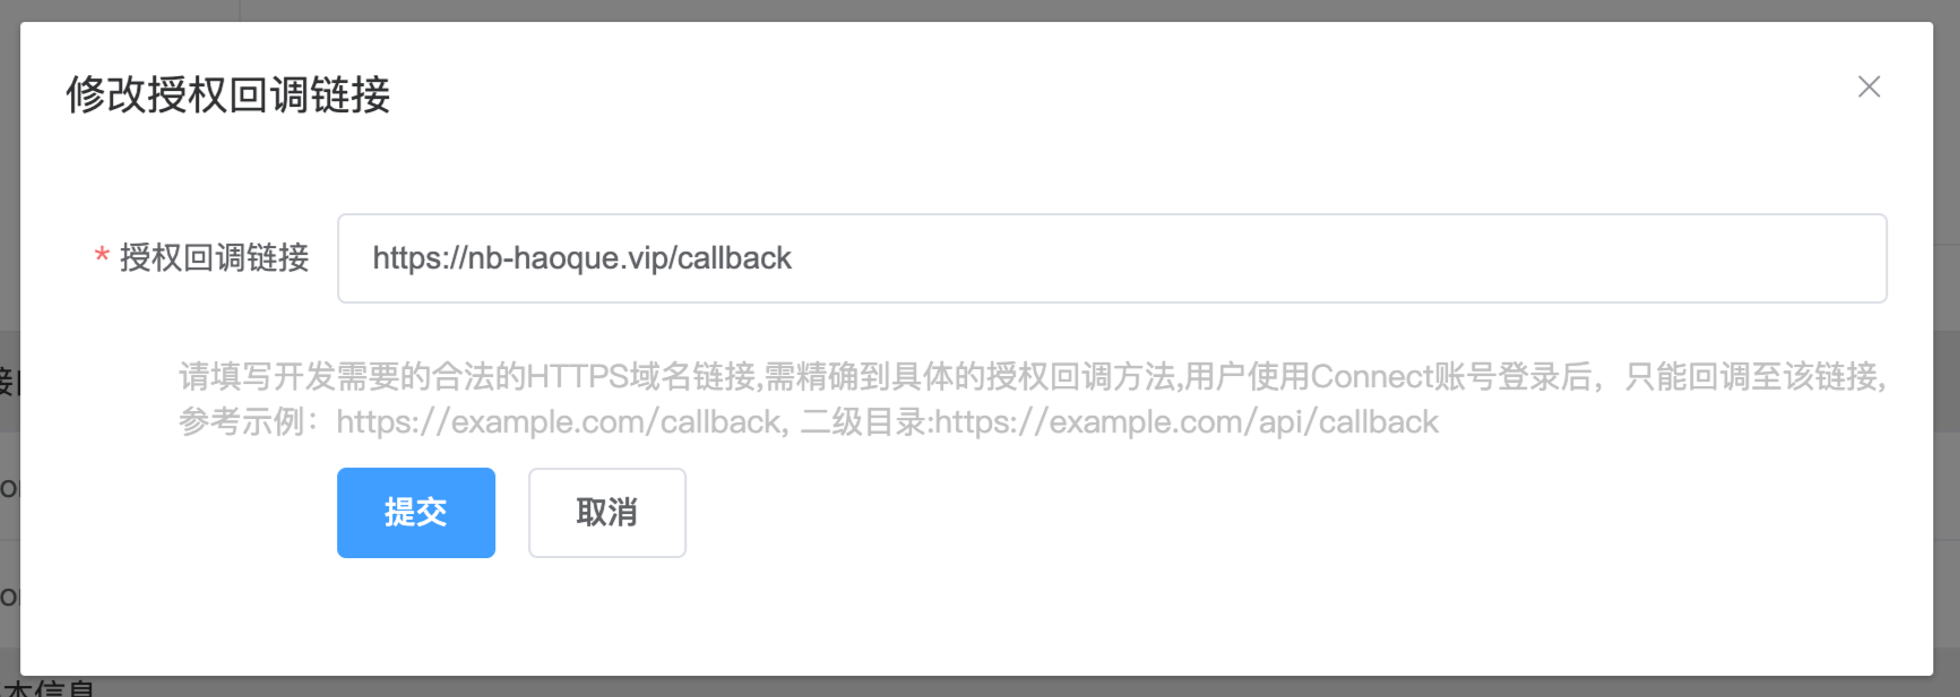 修改授权回调链接
* 授权回调链接 https://nb-haoque.vip/callback
请填写开发需要的合法的HTTPS域名链接,需精确到具体的授权回调方法,用户使用Connect账号登录后，只能回调至该链接,
参考示例：https://example.com/callback, 二级目录:https://example.com/api/callback
提交 取消
本信息